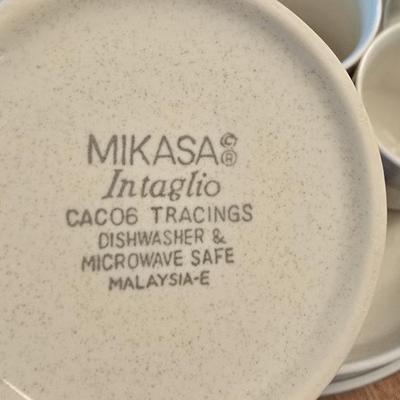 MIKASA©®
Intaglio
CAC06 TRACINGS
DISHWASHER &
MICROWAVE SAFE
MALAYSIA-E